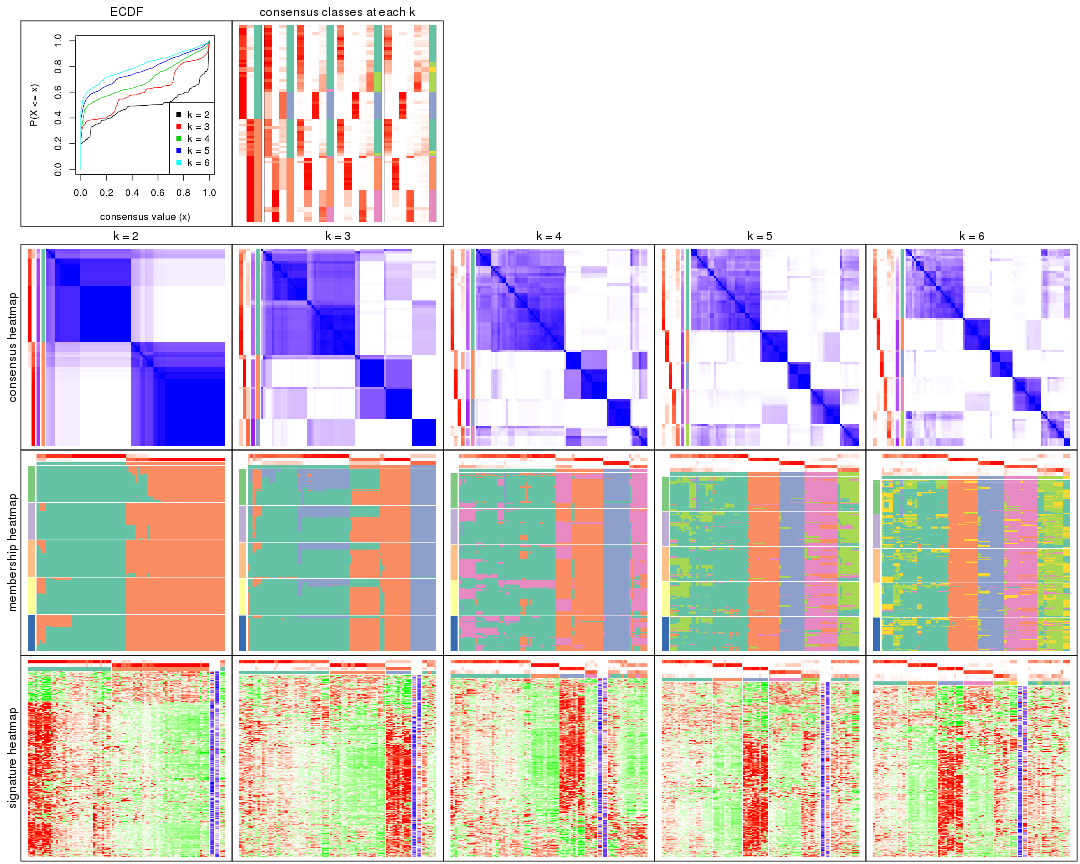 ECDF
consensus classes at each k
P(X <= x)
0.0 0.2 0.4 0.6 0.8 1.0
k = 2
k = 3
k = 4
k = 5
k = 6
0.0 0.2 0.4 0.6 0.8 1.0
consensus value (x)
k = 2 k = 3 k = 4 k = 5 k = 6
consensus heatmap
membership heatmap
signature heatmap